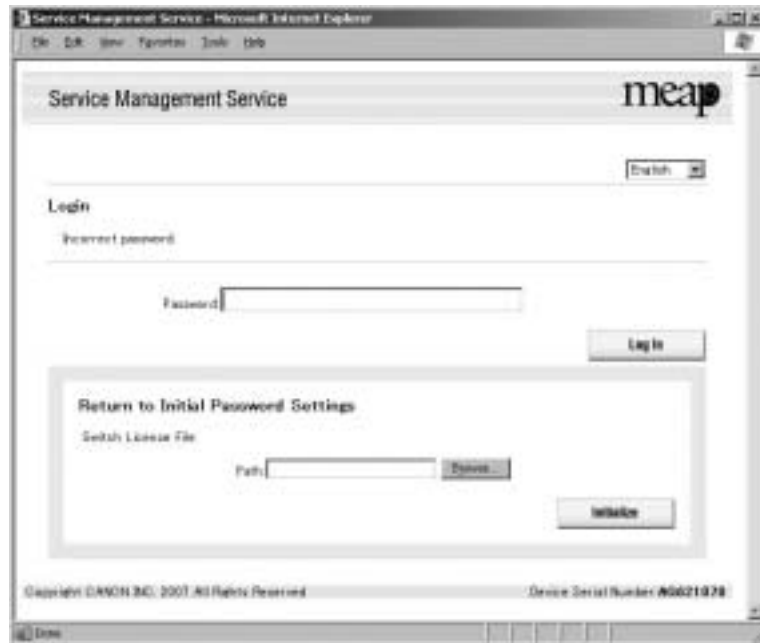 Service Management Service - Microsoft Internet Explorer
File Edit View Favorites Tools Help
Service Management Service
meap
English
Login
Incorrect password.
Password:
Log In
Return to Initial Password Settings
Switch License File
Path:
Browse...
Initialize
Copyright CANON INC. 2007 All Rights Reserved
Device Serial Number:
Done